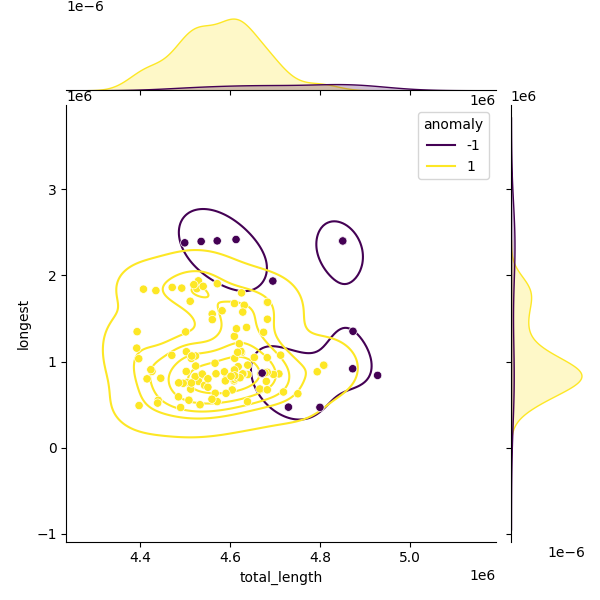 1e−6
1e6
1e6
1e6
anomaly
-1
1
3
2
1
0
−1
longest
4.4
4.6
4.8
5.0
total_length
1e6
1e−6